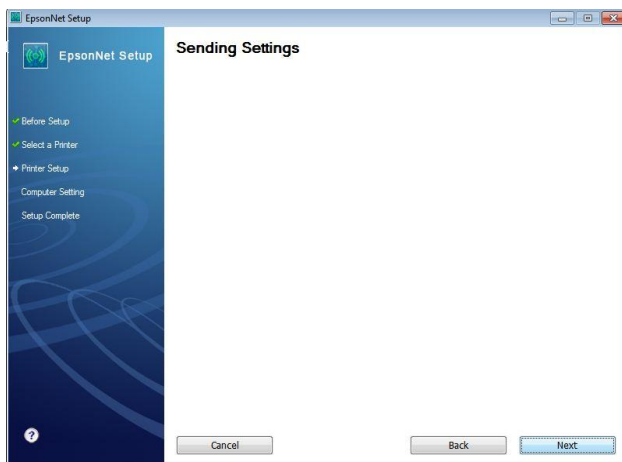 EpsonNet Setup
EpsonNet Setup
Sending Settings
Before Setup
Select a Printer
Printer Setup
Computer Setting
Setup Complete
?
Cancel
Back
Next